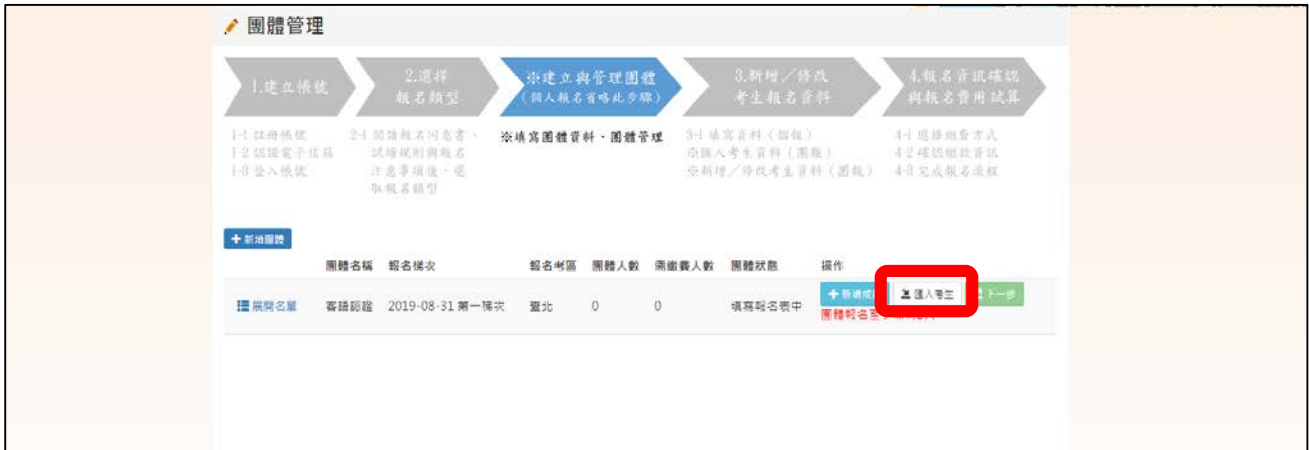 團體管理
1.建立帳號
2.選擇
報名類型
※建立與管理團體
(個人報名省略此步驟)
3.新增／修改
考生報名資料
4.報名資訊確認
與報名費用試算
1-1 註冊帳號
1-2 認證電子信箱
1-3 登入帳號
2-1 閱讀報名同意書、
試場規則與報名
注意事項後，選
取報名類型
※填寫團體資料、團體管理
3-1 填寫資料（個報）
※匯入考生資料（團報）
※新增／修改考生資料（團報）
4-1 選擇繳費方式
4-2 確認繳款資訊
4-3 完成報名流程
新增團體
團體名稱 報名梯次 報名考區 團體人數 需繳費人數 團體狀態 操作
展開名單 客語認證 2019-08-31 第一梯次 臺北 0 0 填寫報名表中 新增成 匯入考生 下一步
團體報名至